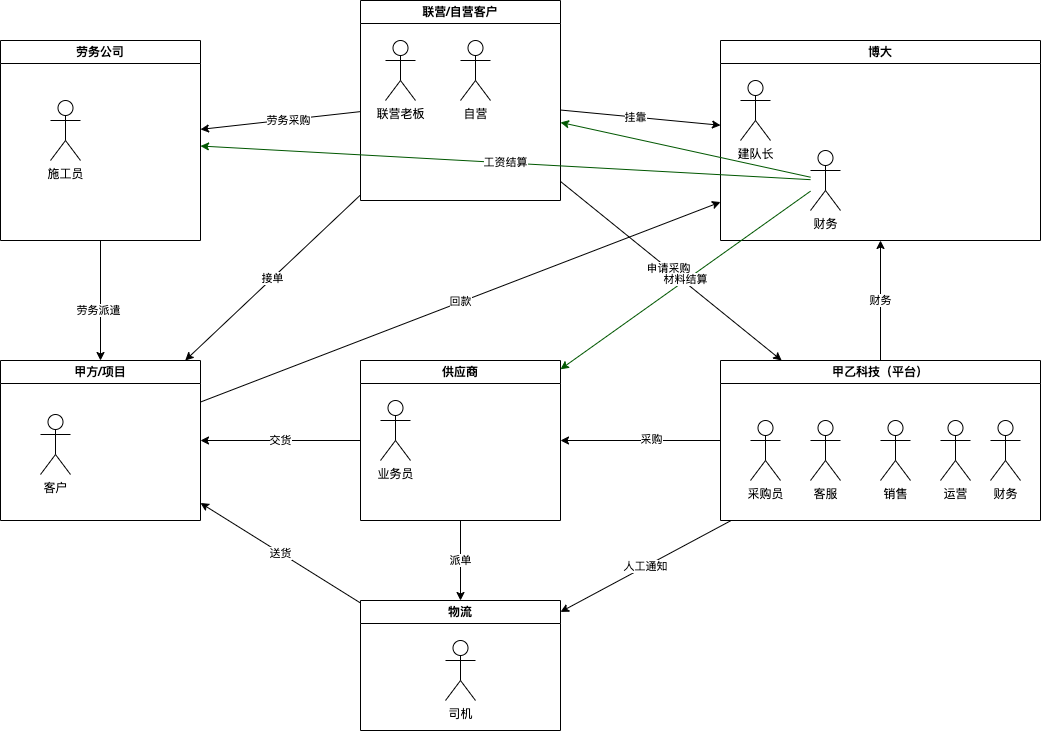 联营/自营客户
劳务公司
博大
联营老板
自营
劳务采购
挂靠
建队长
工资结算
施工员
财务
申请采购
接单
材料结算
回款
财务
劳务派遣
甲方/项目
供应商
甲乙科技（平台）
交货
采购
业务员
客户
采购员
客服
销售
运营
财务
送货
派单
人工通知
物流
司机